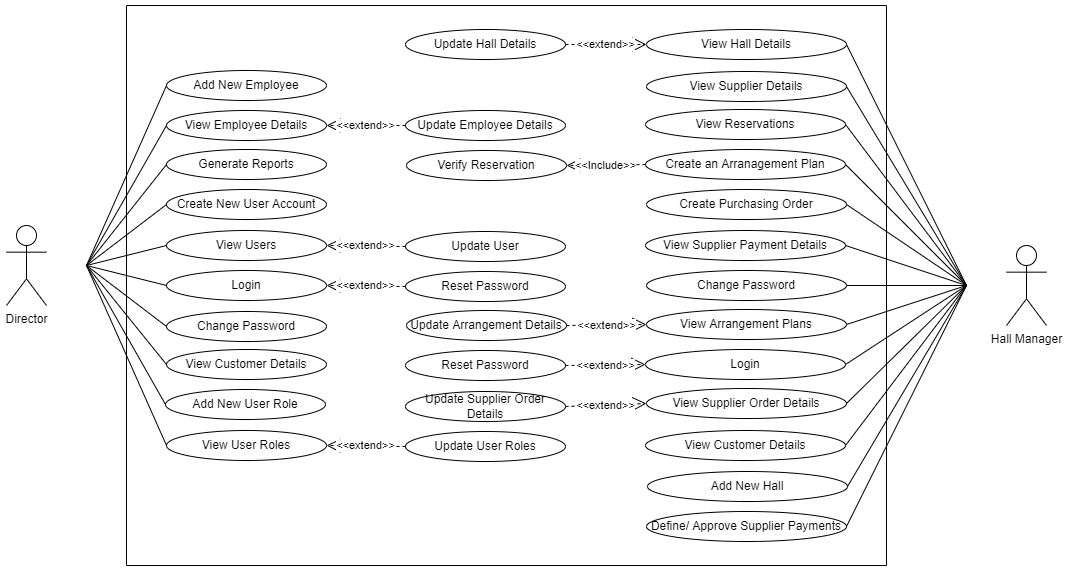 Update Hall Details
<<extend>>
View Hall Details
Add New Employee
View Supplier Details
View Employee Details
<<extend>>
Update Employee Details
View Reservations
Generate Reports
Verify Reservation
<<Include>>
Create an Arranagement Plan
Create New User Account
Create Purchasing Order
View Users
<<extend>>
Update User
View Supplier Payment Details
Login
<<extend>>
Reset Password
Change Password
Director
Change Password
Update Arrangement Details
<<extend>>
View Arrangement Plans
Hall Manager
View Customer Details
Reset Password
<<extend>>
Login
Add New User Role
Update Supplier Order
Details
<<extend>>
View Supplier Order Details
View User Roles
<<extend>>
Update User Roles
View Customer Details
Add New Hall
Define/ Approve Supplier Payments